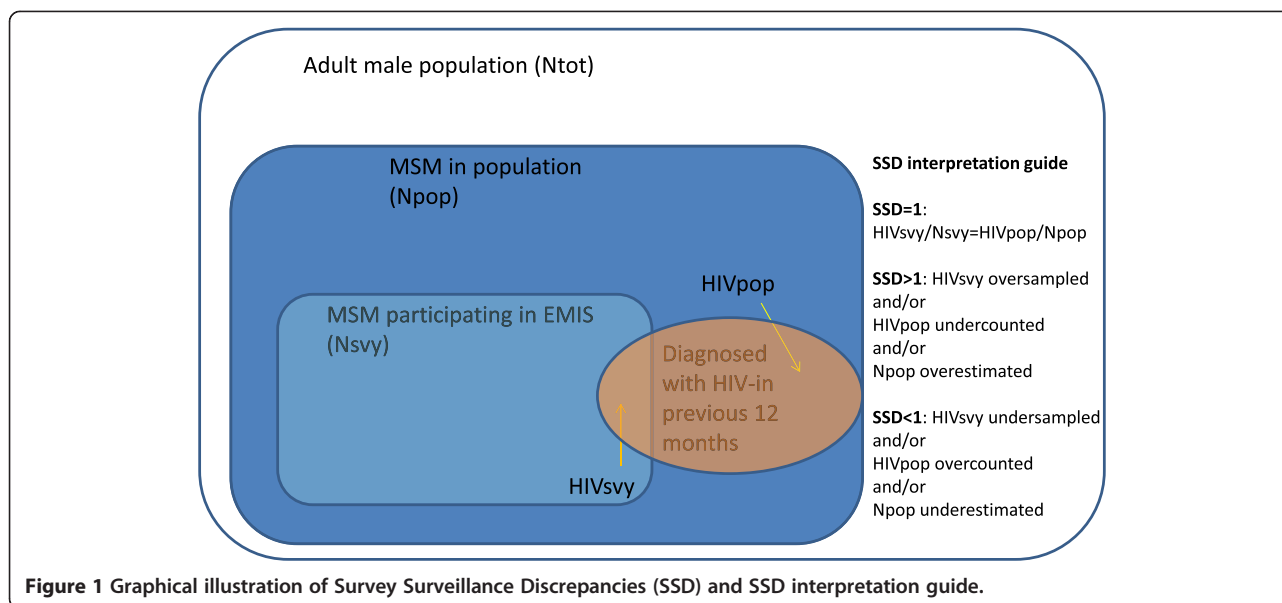 Adult male population (Ntot)
MSM in population
(Npop)
MSM participating in EMIS
(Nsvy)
HIVpop
Diagnosed
with HIV-in
previous 12
months
HIVsvy
SSD interpretation guide
SSD=1:
HIVsvy/Nsvy=HIVpop/Npop
SSD>1: HIVsvy oversampled
and/or
HIVpop undercounted
and/or
Npop overestimated
SSD<1: HIVsvy undersampled
and/or
HIVpop overcounted
and/or
Npop underestimated
Figure 1 Graphical illustration of Survey Surveillance Discrepancies (SSD) and SSD interpretation guide.